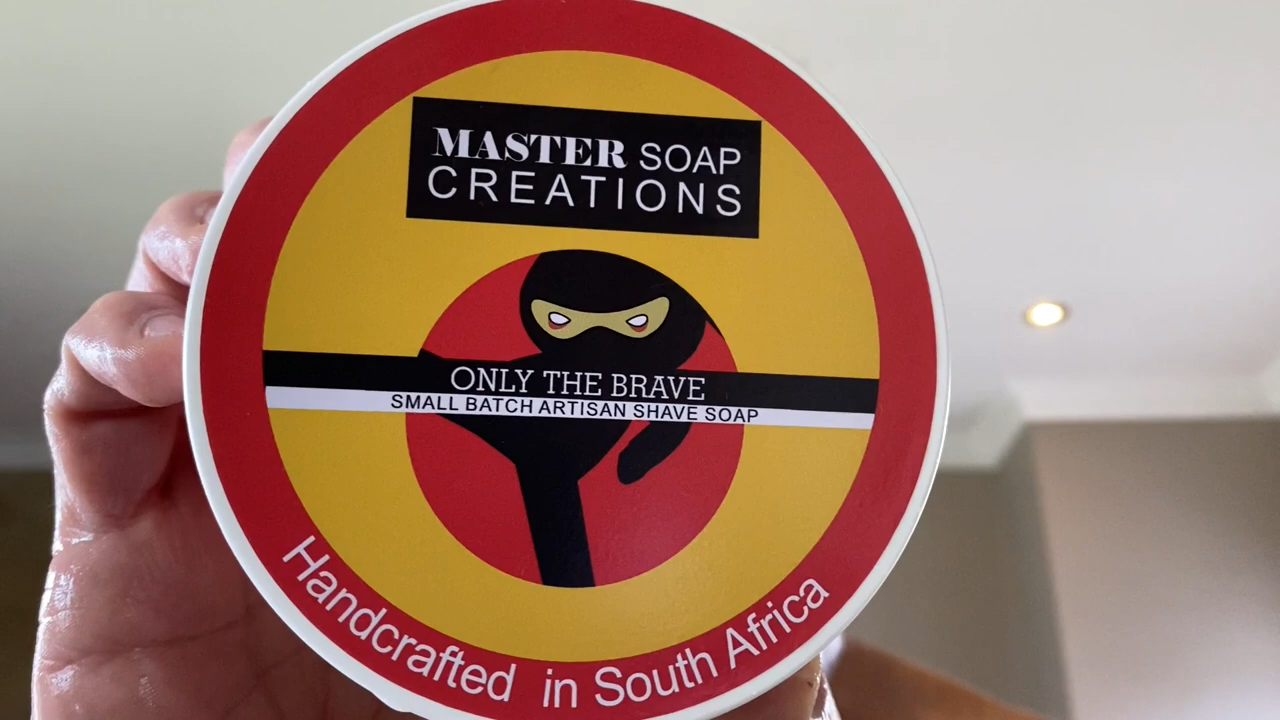 MASTER SOAP
CREATIONS
ONLY THE BRAVE
SMALL BATCH ARTISAN SHAVE SOAP
Handcrafted in South Africa